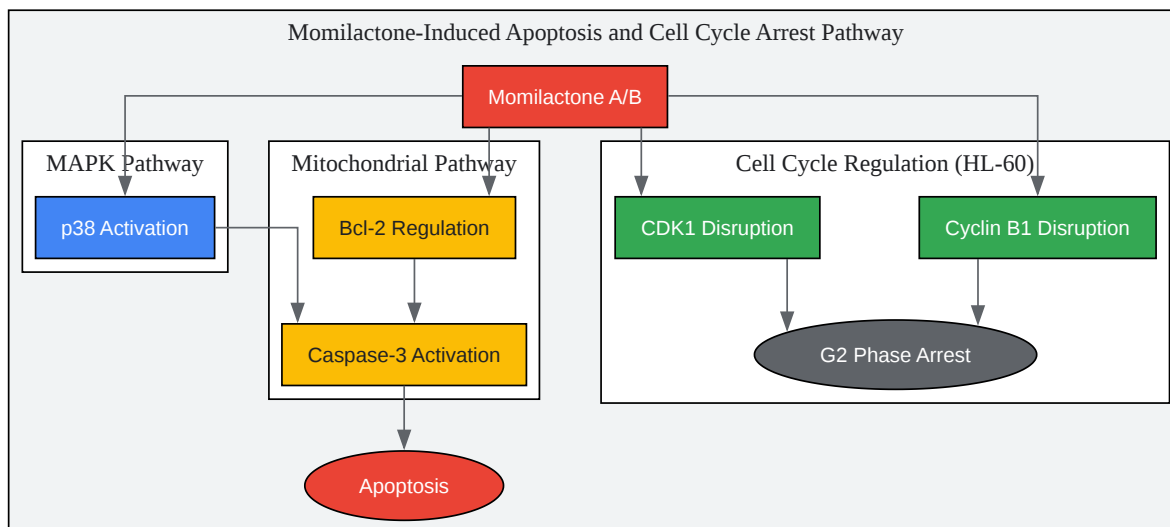 Momilactone-Induced Apoptosis and Cell Cycle Arrest Pathway
Momilactone A/B
MAPK Pathway
Mitochondrial Pathway
Cell Cycle Regulation (HL-60)
p38 Activation
Bcl-2 Regulation
CDK1 Disruption
Cyclin B1 Disruption
Caspase-3 Activation
G2 Phase Arrest
Apoptosis